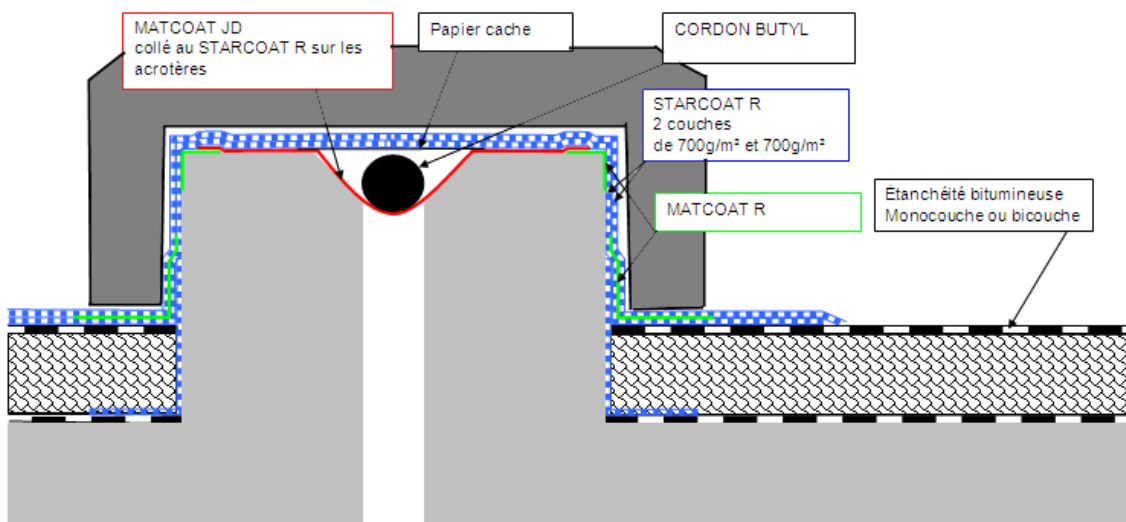 MATCOAT JD
collé au STARCOAT R sur les
acrotères
Papier cache
CORDON BUTYL
STARCOAT R
2 couches
de 700g/m² et 700g/m²
MATCOAT R
Étanchéité bitumineuse
Monocouche ou bicouche